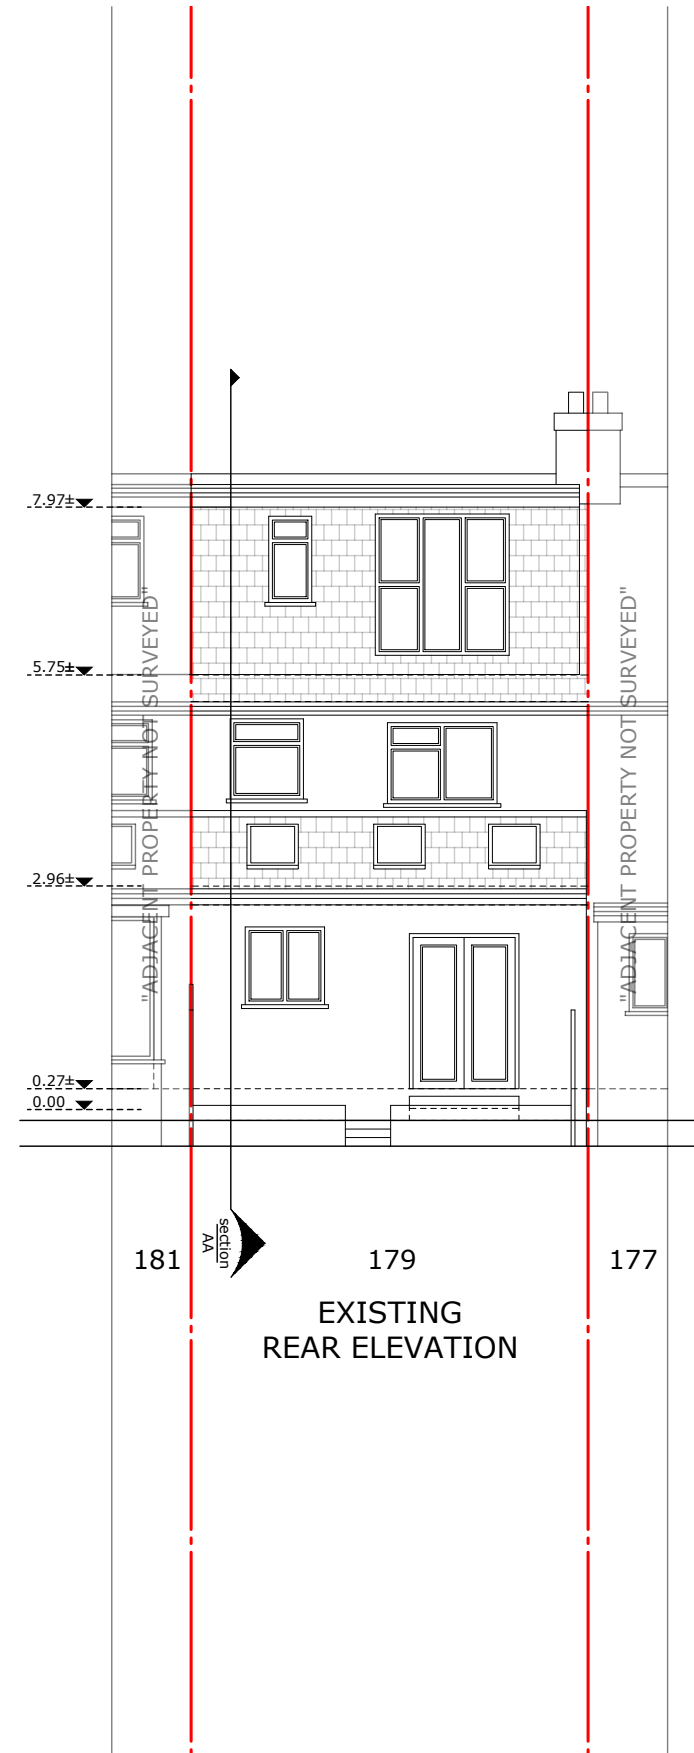 7.97±
5.75±
2.96±
0.27±
0.00
"ADJACENT PROPERTY NOT SURVEYED"
"ADJACENT PROPERTY NOT SURVEYED"
section
AA
181
179
177
EXISTING
REAR ELEVATION